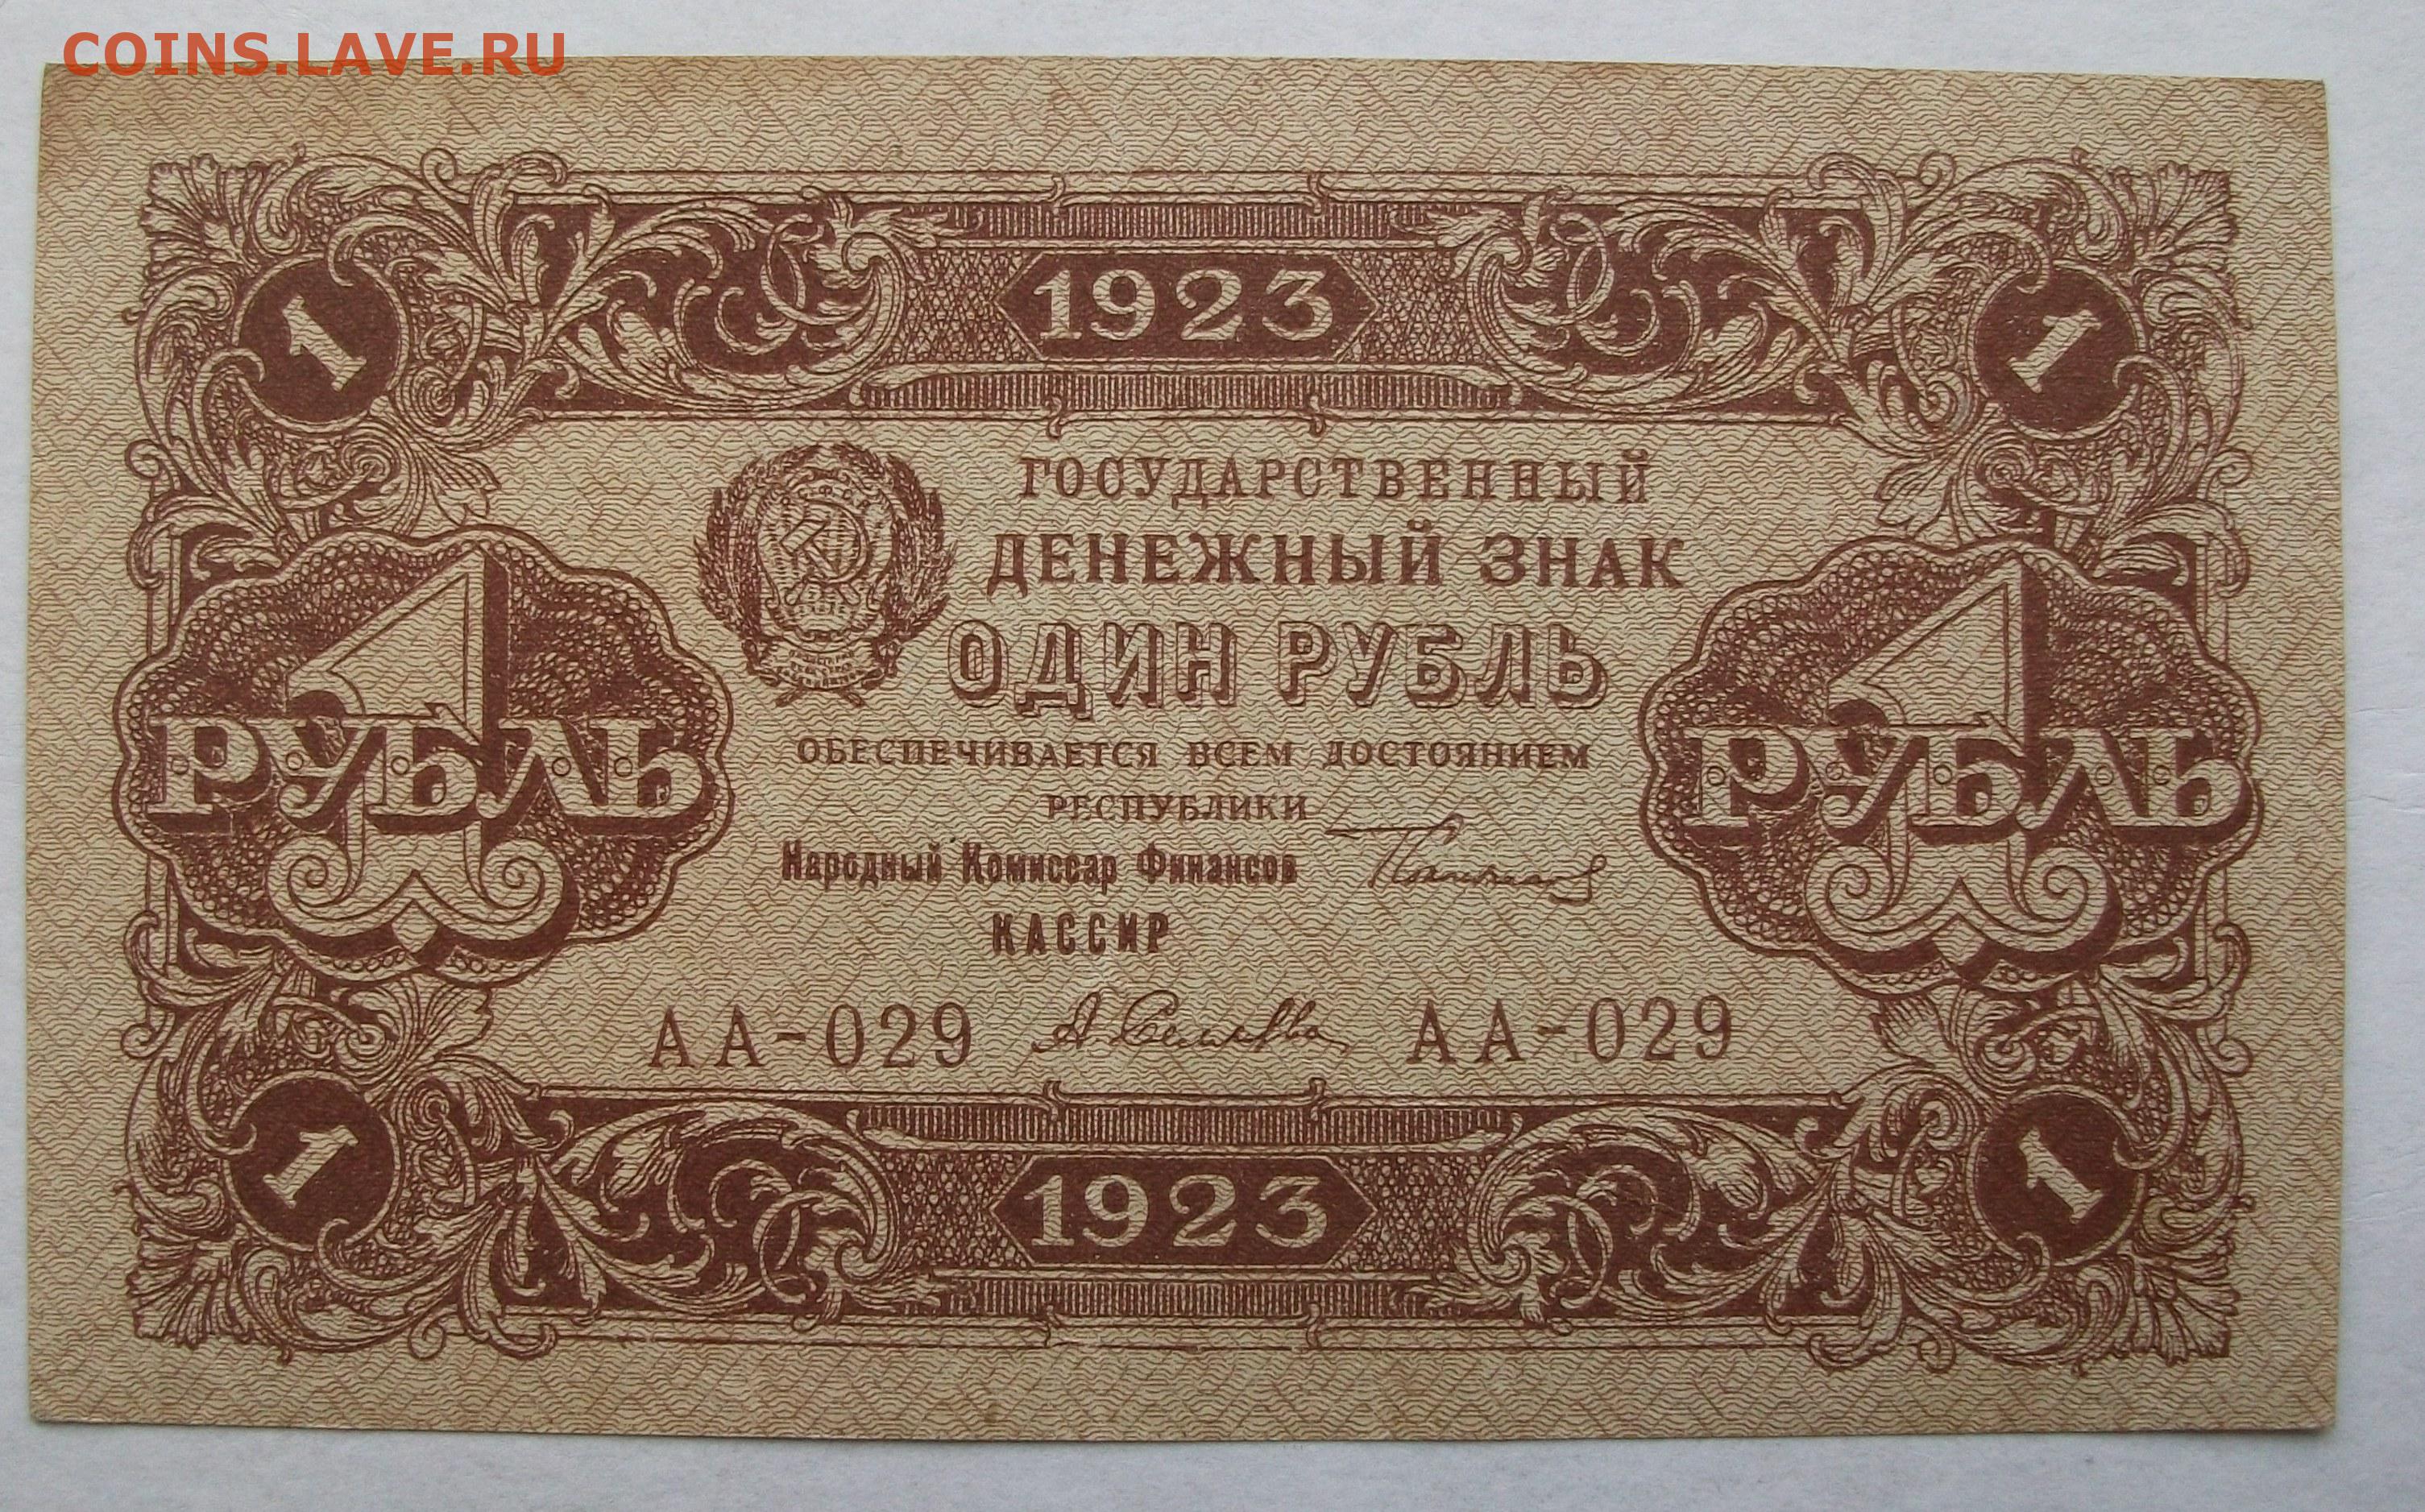 COINS.LAVE.RU
1923
1
1
ГОСУДАРСТВЕННЫЙ
ДЕНЕЖНЫЙ ЗНАК
ОДИН РУБЛЬ
1
РУБЛЬ
1
РУБЛЬ
ОБЕСПЕЧИВАЕТСЯ ВСЕМ ДОСТОЯНИЕМ
РЕСПУБЛИКИ
Народный Комиссар Финансов
КАССИР
АА-029 АА-029
1
1
1923